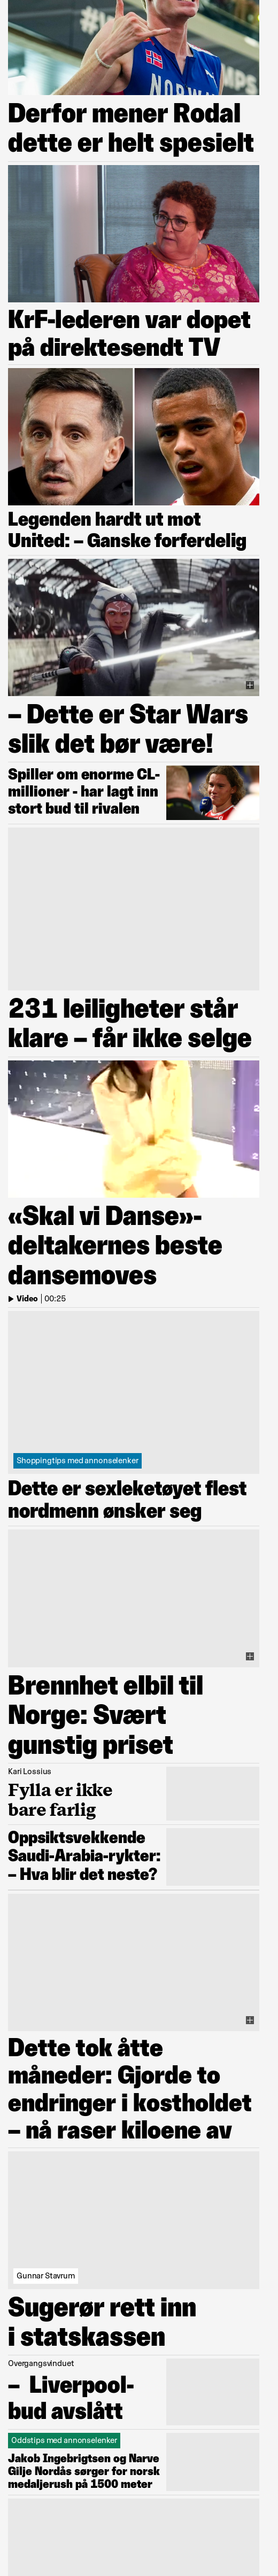 NORW
Derfor mener Rodal
dette er helt spesielt
KrF-lederen var dopet
på direktesendt TV
Legenden hardt ut mot
United: – Ganske forferdelig
– Dette er Star Wars
slik det bør være!
Spiller om enorme CL-
millioner - har lagt inn
stort bud til rivalen
231 leiligheter står
klare – får ikke selge
«Skal vi Danse»-
deltakernes beste
dansemoves
Video | 00:25
Shoppingtips med annonselenker
Dette er sexleketøyet flest
nordmenn ønsker seg
Brennhet elbil til
Norge: Svært
gunstig priset
Kari Lossius
Fylla er ikke
bare farlig
Oppsiktsvekkende
Saudi-Arabia-rykter:
– Hva blir det neste?
Dette tok åtte
måneder: Gjorde to
endringer i kostholdet
– nå raser kiloene av
Gunnar Stavrum
Sugerør rett inn
i statskassen
Overgangsvinduet
– Liverpool-
bud avslått
Oddstips med annonselenker
Jakob Ingebrigtsen og Narve
Gilje Nordås sørger for norsk
medaljerush på 1500 meter